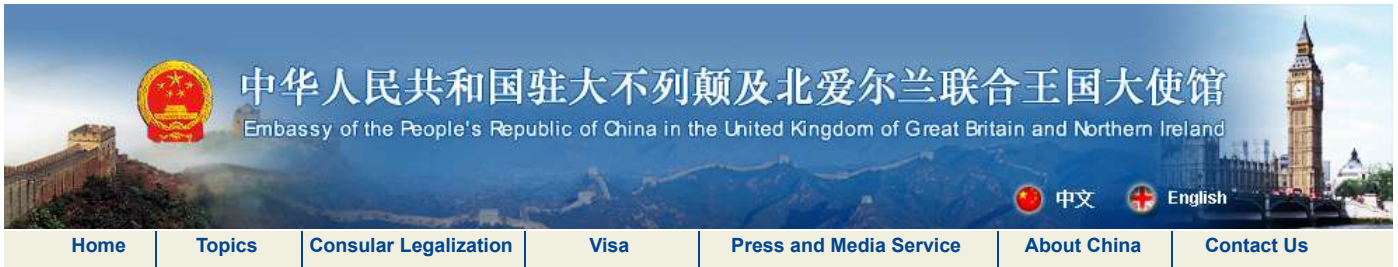 中华人民共和国驻大不列颠及北爱尔兰联合王国大使馆
Embassy of the People's Republic of China in the United Kingdom of Great Britain and Northern Ireland
中文 English
Home Topics Consular Legalization Visa Press and Media Service About China Contact Us